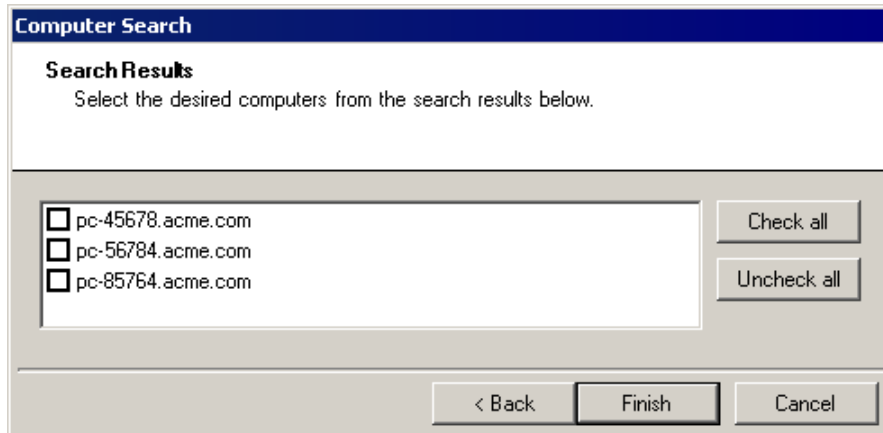 Computer Search
Search Results
Select the desired computers from the search results below.
pc-45678.acme.com
pc-56784.acme.com
pc-85764.acme.com
Check all
Uncheck all
< Back
Finish
Cancel